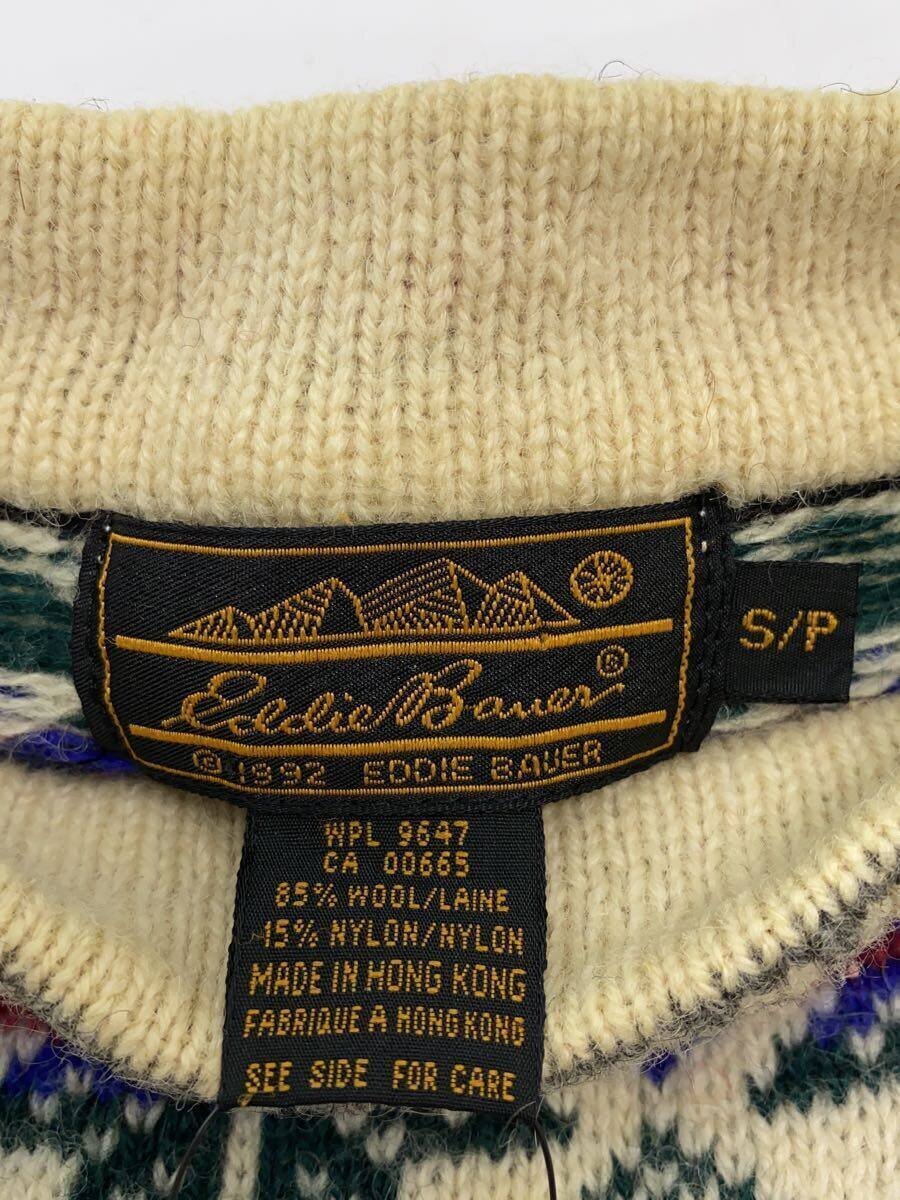 Eddie Bauer®
© 1892 EDDIE BAUER
S/P
WPL 9647
CA 00665
85% WOOL/LAINE
15% NYLON/NYLON
MADE IN HONG KONG
FABRIQUE A HONG KONG
SEE SIDE FOR CARE